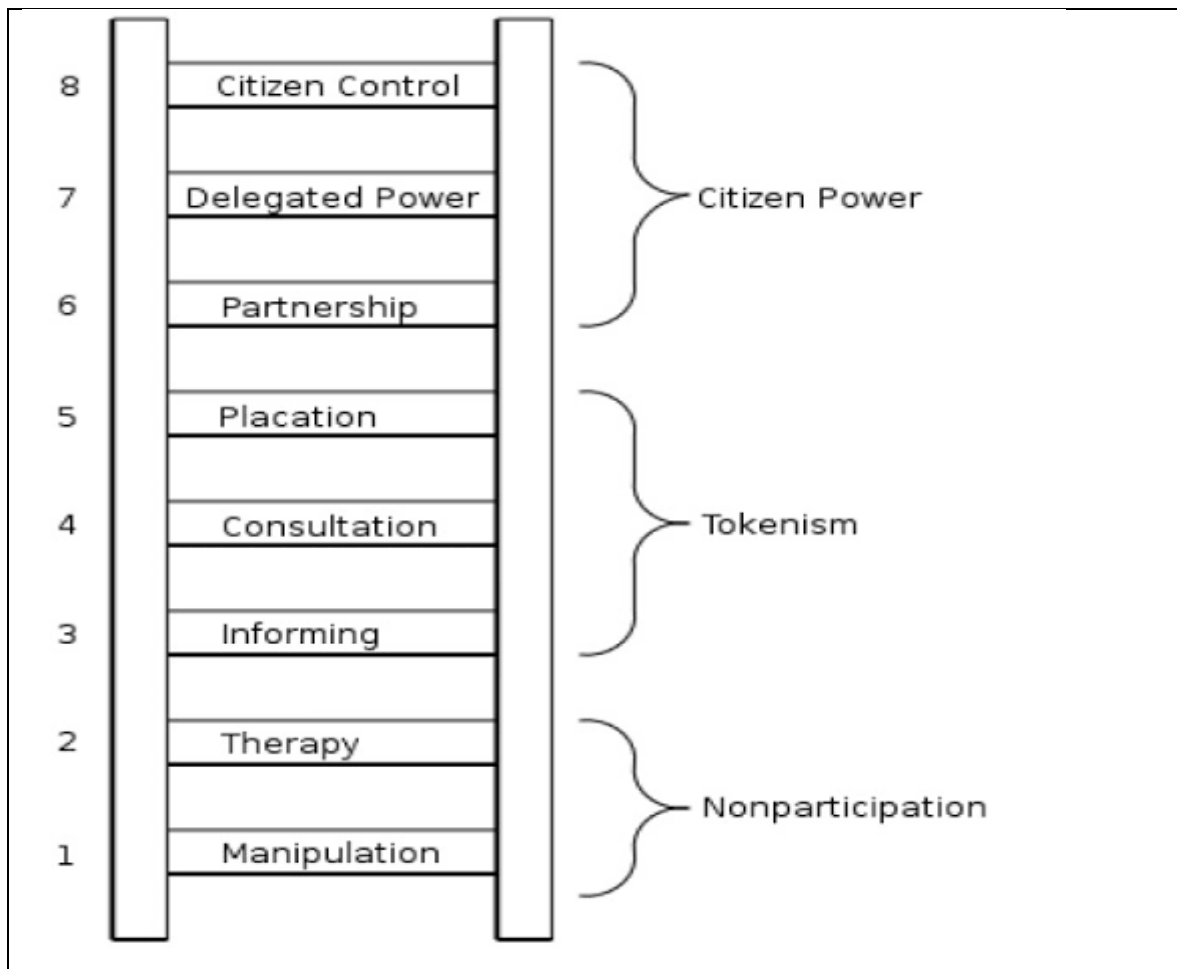 8 Citizen Control
7 Delegated Power
Citizen Power
6 Partnership
5 Placation
4 Consultation
Tokenism
3 Informing
2 Therapy
Nonparticipation
1 Manipulation